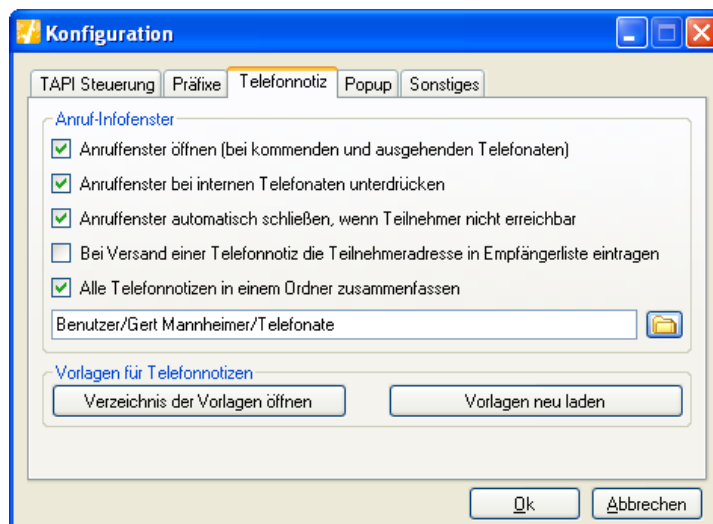 Konfiguration
TAPI Steuerung Präfixe Telefonnotiz Popup Sonstiges
Anruf-Infofenster
Anruffenster öffnen (bei kommenden und ausgehenden Telefonaten)
Anruffenster bei internen Telefonaten unterdrücken
Anruffenster automatisch schließen, wenn Teilnehmer nicht erreichbar
Bei Versand einer Telefonnotiz die Teilnehmeradresse in Empfängerliste eintragen
Alle Telefonnotizen in einem Ordner zusammenfassen
Benutzer/Gert Mannheimer/Telefonate
Vorlagen für Telefonnotizen
Verzeichnis der Vorlagen öffnen Vorlagen neu laden
Ok Abbrechen